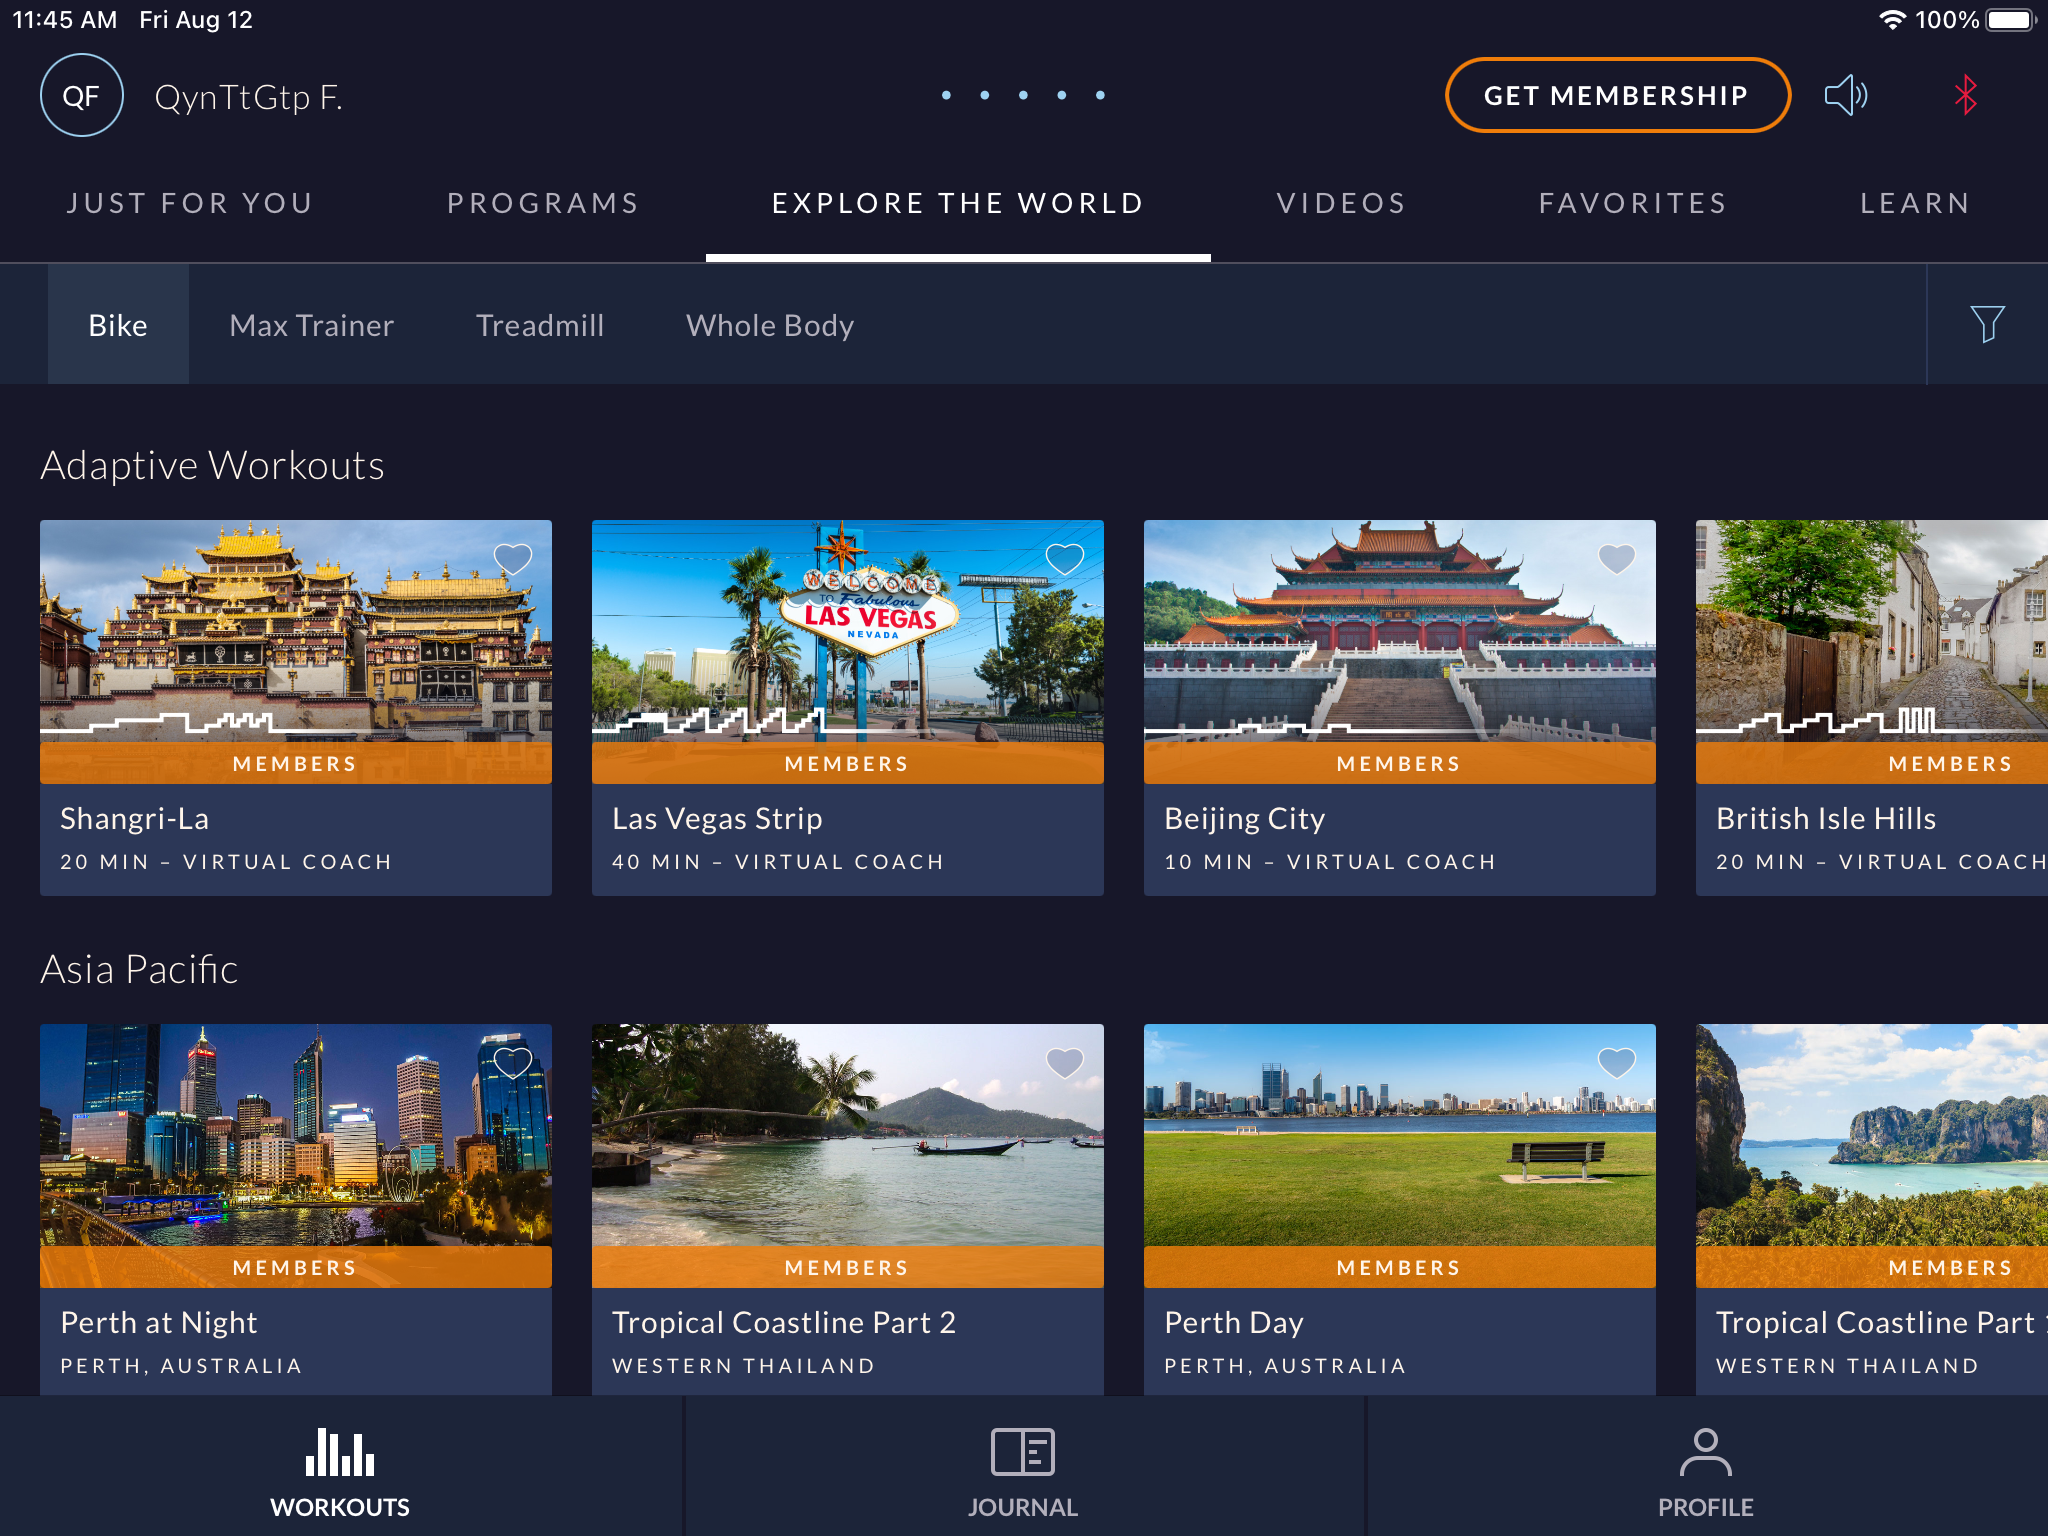 11:45 AM Fri Aug 12
100%
QF
QynTtGtp F.
GET MEMBERSHIP
JUST FOR YOU
PROGRAMS
EXPLORE THE WORLD
VIDEOS
FAVORITES
LEARN
Bike
Max Trainer
Treadmill
Whole Body
Adaptive Workouts
WELCOME
TO Fabulous
LAS VEGAS
NEVADA
MEMBERS
MEMBERS
MEMBERS
MEMBERS
Shangri-La
20 MIN – VIRTUAL COACH
Las Vegas Strip
40 MIN – VIRTUAL COACH
Beijing City
10 MIN – VIRTUAL COACH
British Isle Hills
20 MIN – VIRTUAL COACH
Asia Pacific
MEMBERS
MEMBERS
MEMBERS
MEMBERS
Perth at Night
PERTH, AUSTRALIA
Tropical Coastline Part 2
WESTERN THAILAND
Perth Day
PERTH, AUSTRALIA
Tropical Coastline Part
WESTERN THAILAND
WORKOUTS
JOURNAL
PROFILE